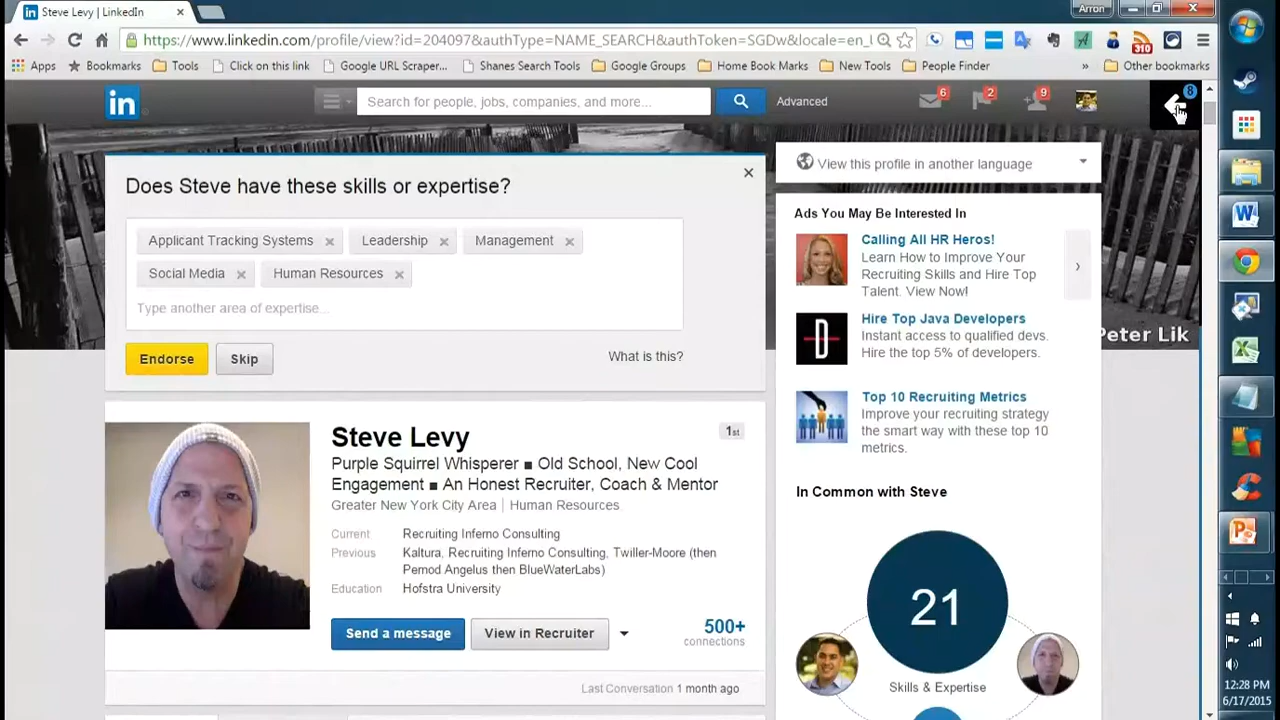 Steve Levy | LinkedIn
Arron
https://www.linkedin.com/profile/view?id=204097&authType=NAME_SEARCH&authToken=SGDw&locale=en_U
Apps
Bookmarks
Tools
Click on this link
Google URL Scraper...
Shanes Search Tools
Google Groups
Home Book Marks
New Tools
People Finder
»
Other bookmarks
310
in
Search for people, jobs, companies, and more...
Advanced
6
2
9
8
Does Steve have these skills or expertise?
Applicant Tracking Systems
Leadership
Management
Social Media
Human Resources
Type another area of expertise...
Endorse
Skip
What is this?
View this profile in another language
Ads You May Be Interested In
Calling All HR Heros!
Learn How to Improve Your
Recruiting Skills and Hire Top
Talent. View Now!
Hire Top Java Developers
Instant access to qualified devs.
Hire the top 5% of developers.
Top 10 Recruiting Metrics
Improve your recruiting strategy
the smart way with these top 10
metrics.
Peter Lik
Steve Levy
1st
Purple Squirrel Whisperer ■ Old School, New Cool
Engagement ■ An Honest Recruiter, Coach & Mentor
Greater New York City Area | Human Resources
Current Recruiting Inferno Consulting
Previous Kaltura, Recruiting Inferno Consulting, Twiller-Moore (then
Pernod Angelus then BlueWaterLabs)
Education Hofstra University
Send a message
View in Recruiter
500+
connections
Last Conversation 1 month ago
In Common with Steve
21
Skills & Expertise
12:28 PM
6/17/2015